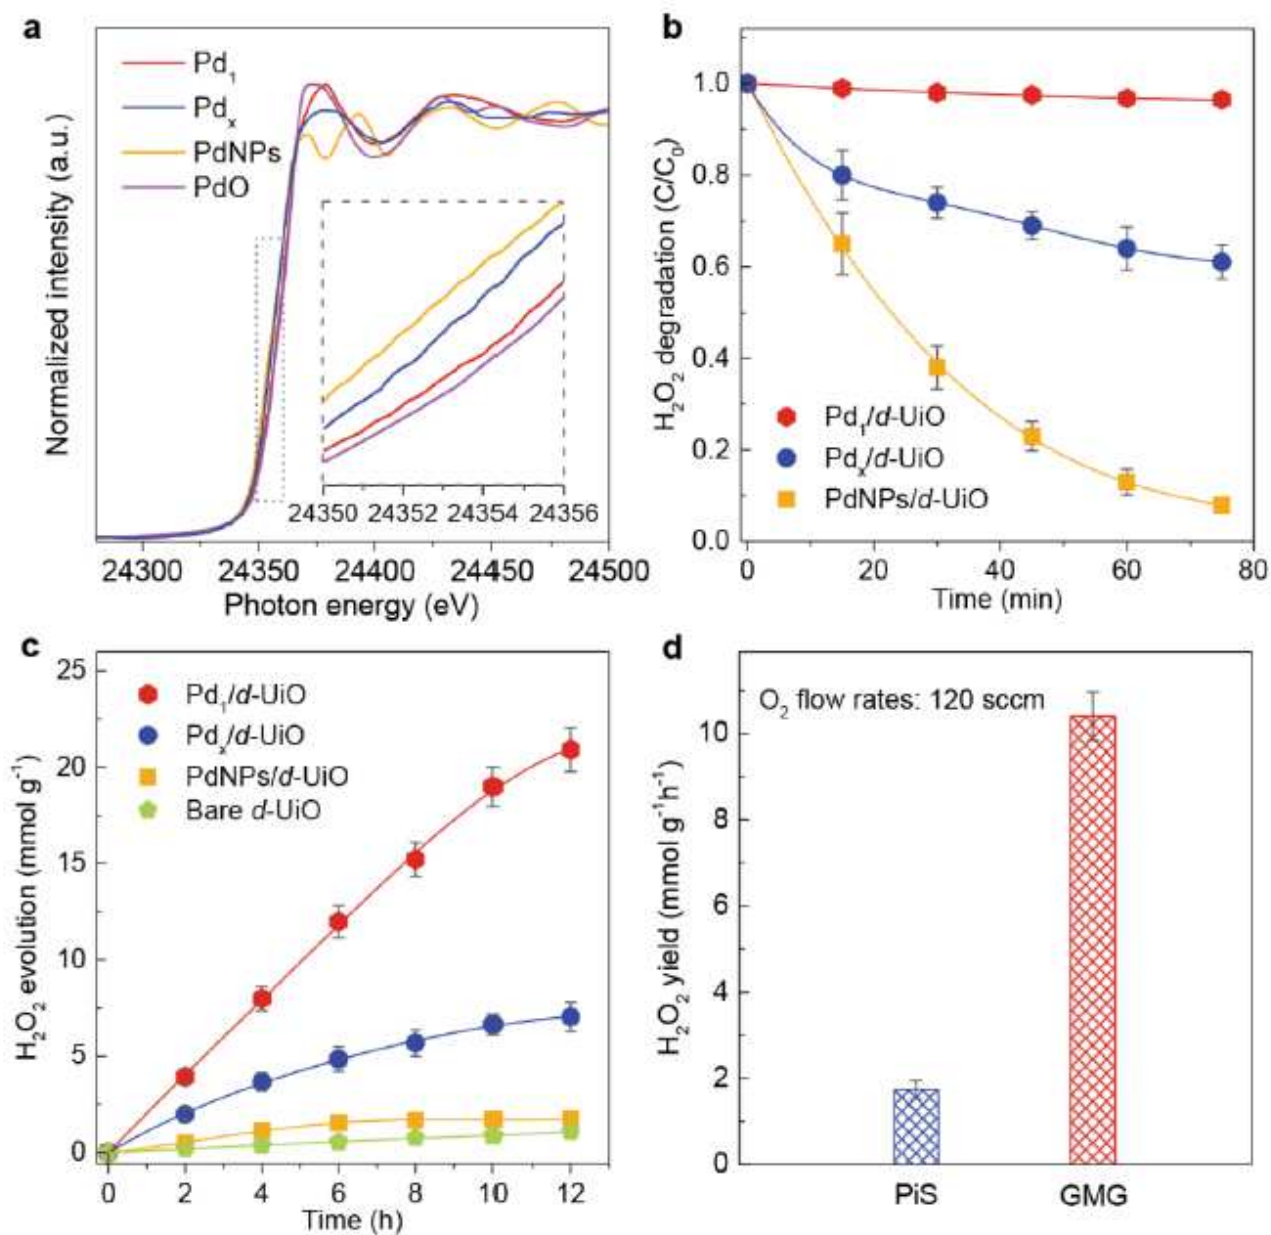 a
Pd₁
Pdₓ
PdNPs
PdO
Normalized intensity (a.u.)
24350 24352 24354 24356
24300 24350 24400 24450 24500
Photon energy (eV)
b
1.0
0.8
0.6
0.4
0.2
0.0
H₂O₂ degradation (C/C₀)
Pd₁/d-UiO
Pdₓ/d-UiO
PdNPs/d-UiO
0 20 40 60 80
Time (min)
c
25
20
15
10
5
0
H₂O₂ evolution (mmol g⁻¹)
Pd₁/d-UiO
Pdₓ/d-UiO
PdNPs/d-UiO
Bare d-UiO
0 2 4 6 8 10 12
Time (h)
d
O₂ flow rates: 120 sccm
10
8
6
4
2
0
H₂O₂ yield (mmol g⁻¹h⁻¹)
PiS GMG